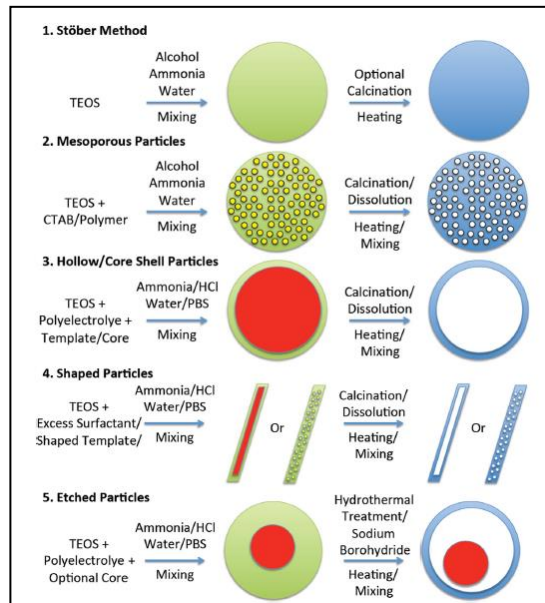 1. Stöber Method
TEOS
Alcohol
Ammonia
Water
Mixing
Optional
Calcination
Heating
2. Mesoporous Particles
TEOS +
CTAB/Polymer
Alcohol
Ammonia
Water
Mixing
Calcination/
Dissolution
Heating/
Mixing
3. Hollow/Core Shell Particles
TEOS +
Polyelectrolye +
Template/Core
Ammonia/HCl
Water/PBS
Mixing
Calcination/
Dissolution
Heating/
Mixing
4. Shaped Particles
TEOS +
Excess Surfactant/
Shaped Template/
Ammonia/HCl
Water/PBS
Mixing
Or
Calcination/
Dissolution
Heating/
Mixing
Or
5. Etched Particles
TEOS +
Polyelectrolye +
Optional Core
Ammonia/HCl
Water/PBS
Mixing
Hydrothermal
Treatment/
Sodium
Borohydride
Heating/
Mixing